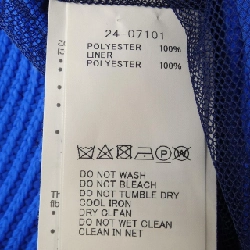 24 07101
POLYESTER 100%
LINER
POLYESTER 100%
DO NOT WASH
DO NOT BLEACH
DO NOT TUMBLE DRY
COOL IRON
DRY CLEAN
DO NOT WET CLEAN
CLEAN IN NET